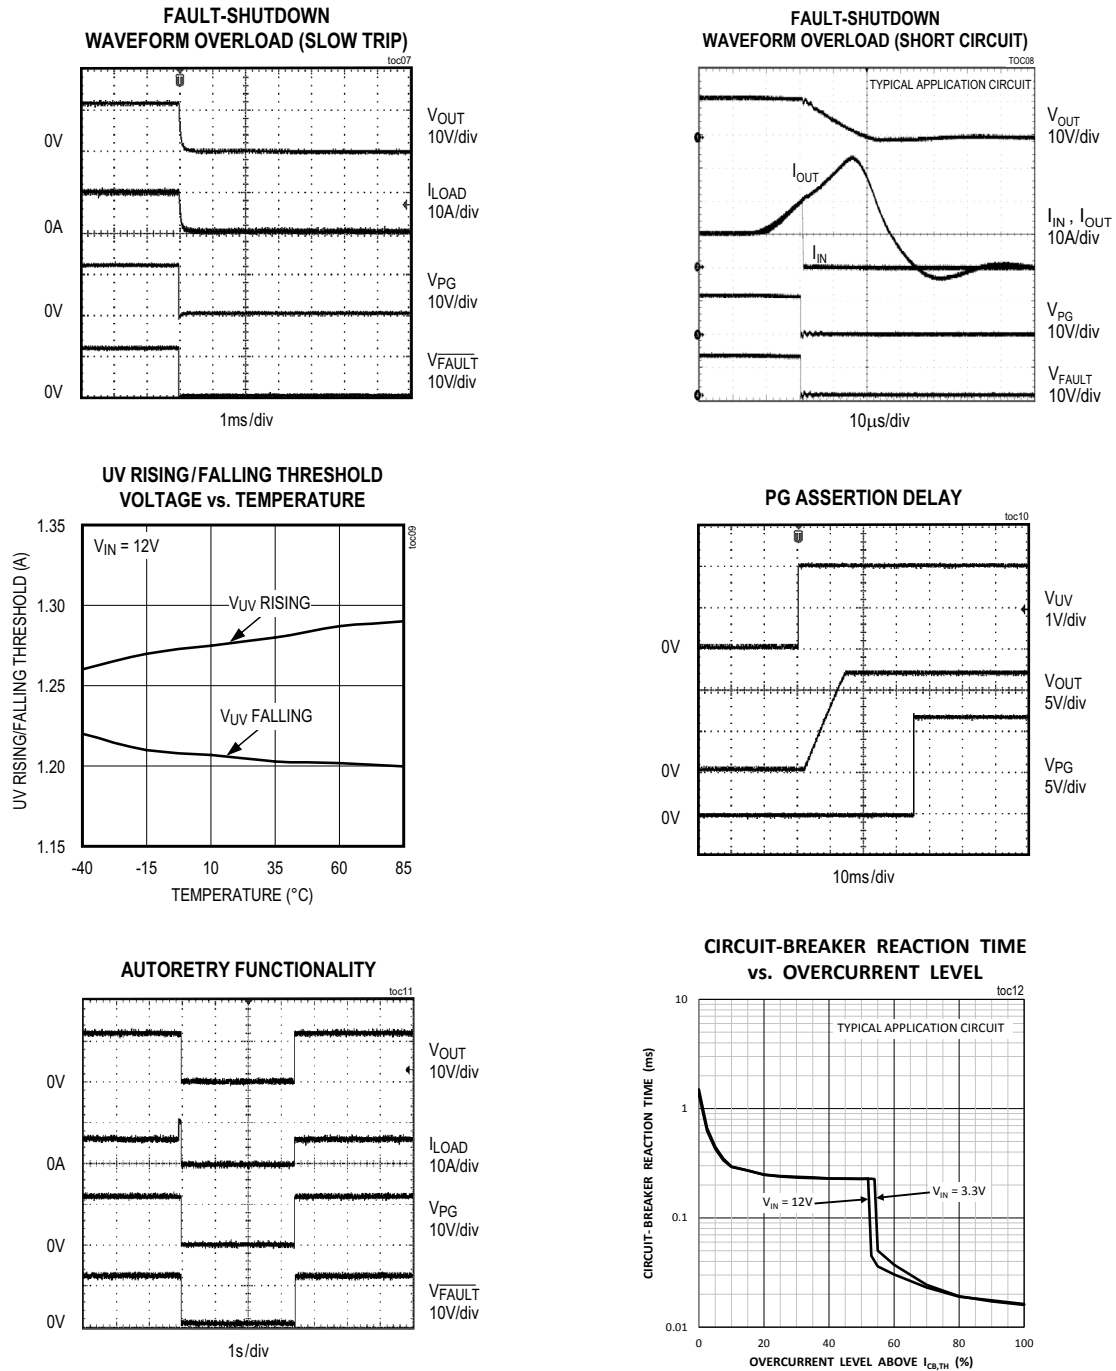 FAULT-SHUTDOWN
WAVEFORM OVERLOAD (SLOW TRIP)
toc07
VOUT
10V/div
0V
ILOAD
10A/div
0A
VPG
10V/div
0V
VFAULT
10V/div
0V
1ms/div
FAULT-SHUTDOWN
WAVEFORM OVERLOAD (SHORT CIRCUIT)
TOC08
TYPICAL APPLICATION CIRCUIT
VOUT
10V/div
IOUT
IIN , IOUT
10A/div
IIN
VPG
10V/div
VFAULT
10V/div
10µs/div
UV RISING/FALLING THRESHOLD
VOLTAGE vs. TEMPERATURE
toc09
UV RISING/FALLING THRESHOLD (A)
1.35
1.30
1.25
1.20
1.15
VIN = 12V
VUV RISING
VUV FALLING
-40 -15 10 35 60 85
TEMPERATURE (°C)
PG ASSERTION DELAY
toc10
VUV
1V/div
0V
VOUT
5V/div
0V
VPG
5V/div
0V
10ms/div
AUTORETRY FUNCTIONALITY
toc11
VOUT
10V/div
0V
ILOAD
10A/div
0A
VPG
10V/div
0V
VFAULT
10V/div
0V
1s/div
CIRCUIT-BREAKER REACTION TIME
vs. OVERCURRENT LEVEL
toc12
CIRCUIT-BREAKER REACTION TIME (ms)
10
1
0.1
0.01
TYPICAL APPLICATION CIRCUIT
VIN = 12V
VIN = 3.3V
0 20 40 60 80 100
OVERCURRENT LEVEL ABOVE ICB,TH (%)